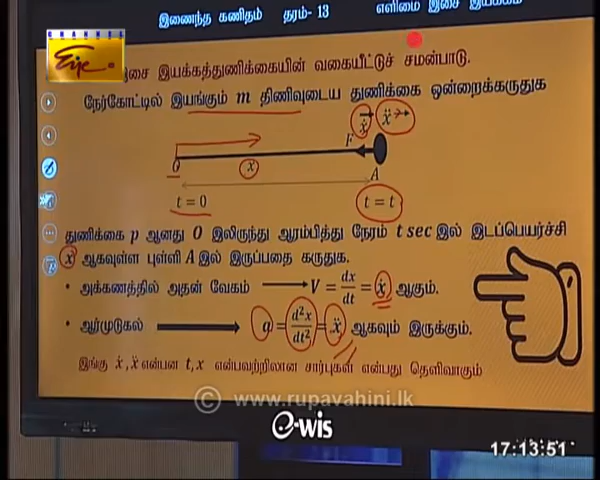 இணைந்த கணிதம் தரம்- 13 எளிமை இசை இயக்கம்
CHANNEL
Eye
இசை இயக்கத்துணிக்கையின் வகையீட்டுச் சமன்பாடு.
நேர்கோட்டில் இயங்கும் m திணிவுடைய துணிக்கை ஒன்றைக்கருதுக
ẋ ẍ
F
O x A
t = 0 t = t
துணிக்கை p ஆனது O இலிருந்து ஆரம்பித்து நேரம் t sec இல் இடப்பெயர்ச்சி
x ஆகவுள்ள புள்ளி A இல் இருப்பதை கருதுக.
• அக்கணத்தில் அதன் வேகம் V = dx/dt = ẋ ஆகும்.
• ஆர்முடுகல் a = d²x/dt² = ẍ ஆகவும் இருக்கும்.
இங்கு ẋ , ẍ என்பன t, x என்பவற்றிலான சார்புகள் என்பது தெளிவாகும்
© www.rupavahini.lk
e-wis
17:13:51